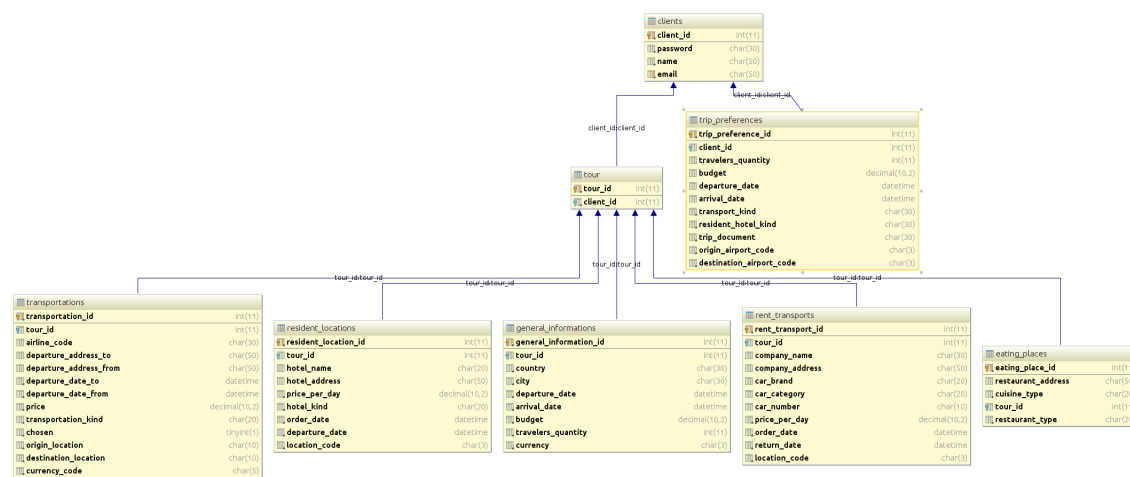 clients
client_id int(11)
password char(30)
name char(50)
email char(50)
client_id:client_id
client_id:client_id
trip_preferences
trip_preference_id int(11)
client_id int(11)
travelers_quantity int(11)
budget decimal(10,2)
departure_date datetime
arrival_date datetime
transport_kind char(30)
resident_hotel_kind char(30)
trip_document char(30)
origin_airport_code char(3)
destination_airport_code char(3)
tour
tour_id int(11)
client_id int(11)
tour_id:tour_id
tour_id:tour_id
tour_id:tour_id
tour_id:tour_id
tour_id:tour_id
transportations
transportation_id int(11)
tour_id int(11)
airline_code char(30)
departure_address_to char(50)
departure_address_from char(50)
departure_date_to datetime
departure_date_from datetime
price decimal(10,2)
transportation_kind char(20)
chosen tinyint(1)
origin_location char(10)
destination_location char(10)
currency_code char(5)
resident_locations
resident_location_id int(11)
tour_id int(11)
hotel_name char(20)
hotel_address char(50)
price_per_day decimal(10,2)
hotel_kind char(20)
order_date datetime
departure_date datetime
location_code char(3)
general_informations
general_information_id int(11)
tour_id int(11)
country char(30)
city char(30)
departure_date datetime
arrival_date datetime
budget decimal(10,2)
travelers_quantity int(11)
currency char(3)
rent_transports
rent_transport_id int(11)
tour_id int(11)
company_name char(30)
company_address char(50)
car_brand char(20)
car_category char(20)
car_number char(10)
price_per_day decimal(10,2)
order_date datetime
return_date datetime
location_code char(3)
eating_places
eating_place_id
restaurant_address
cuisine_type
tour_id
restaurant_type